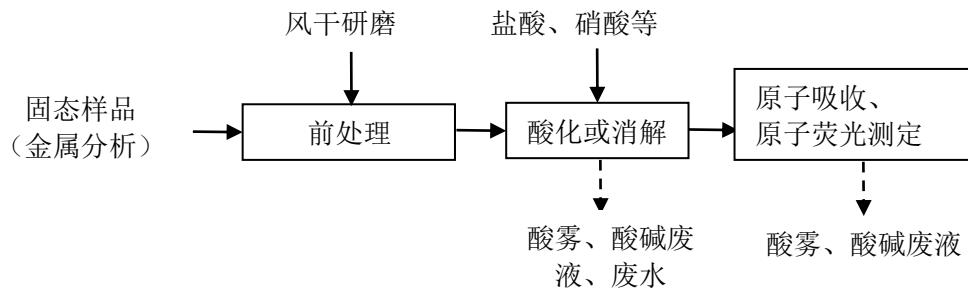 风干研磨
盐酸、硝酸等
固态样品
（金属分析）
前处理
酸化或消解
原子吸收、
原子荧光测定
酸雾、酸碱废
液、废水
酸雾、酸碱废液